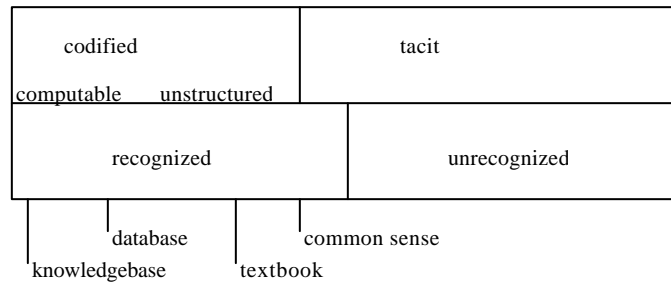 codified tacit
computable unstructured
recognized unrecognized
database common sense
knowledgebase textbook